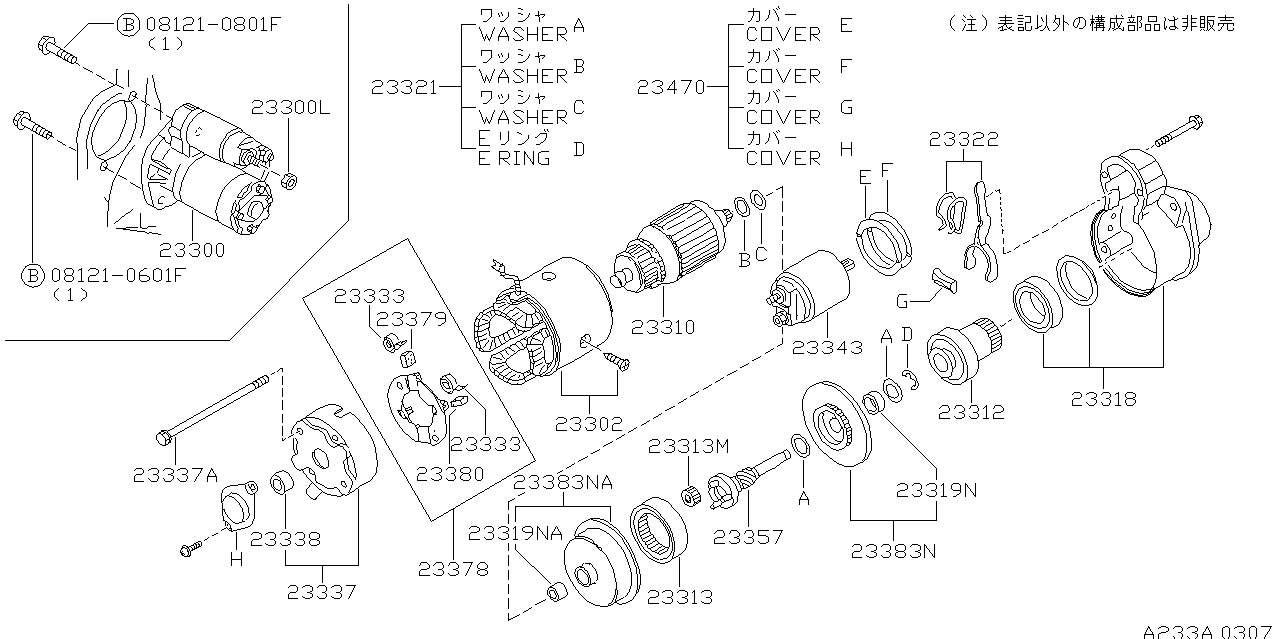 Ⓑ 08121-0801F
(1)
23300L
23300
Ⓑ 08121-0601F
(1)
23321
ワッシャ
WASHER A
ワッシャ
WASHER B
ワッシャ
WASHER C
E リング
E RING D
23470
カバー
COVER E
カバー
COVER F
カバー
COVER G
カバー
COVER H
（注）表記以外の構成部品は非販売
23322
E F
B C
G
23310
23343
23333
23379
A D
23312
23318
23302
23333
23380
23337A
23313M
23383NA
A
23319N
23357
23383N
23319NA
23338
H
23378
23337
23313
A233A 0307